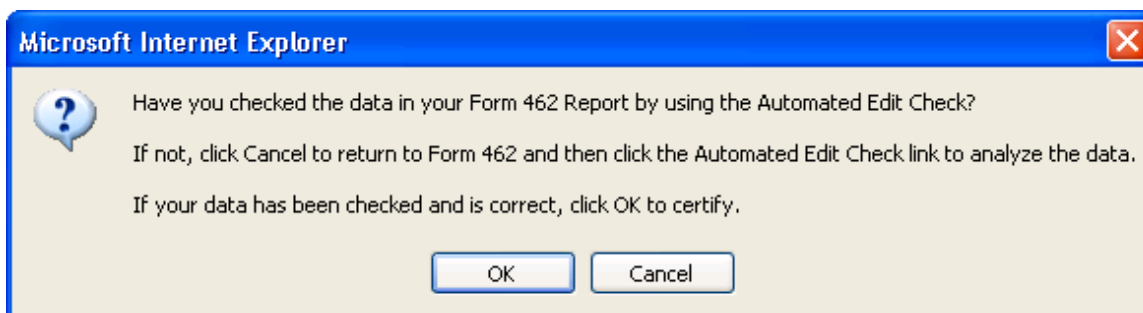 Microsoft Internet Explorer
Have you checked the data in your Form 462 Report by using the Automated Edit Check?
If not, click Cancel to return to Form 462 and then click the Automated Edit Check link to analyze the data.
If your data has been checked and is correct, click OK to certify.
OK
Cancel